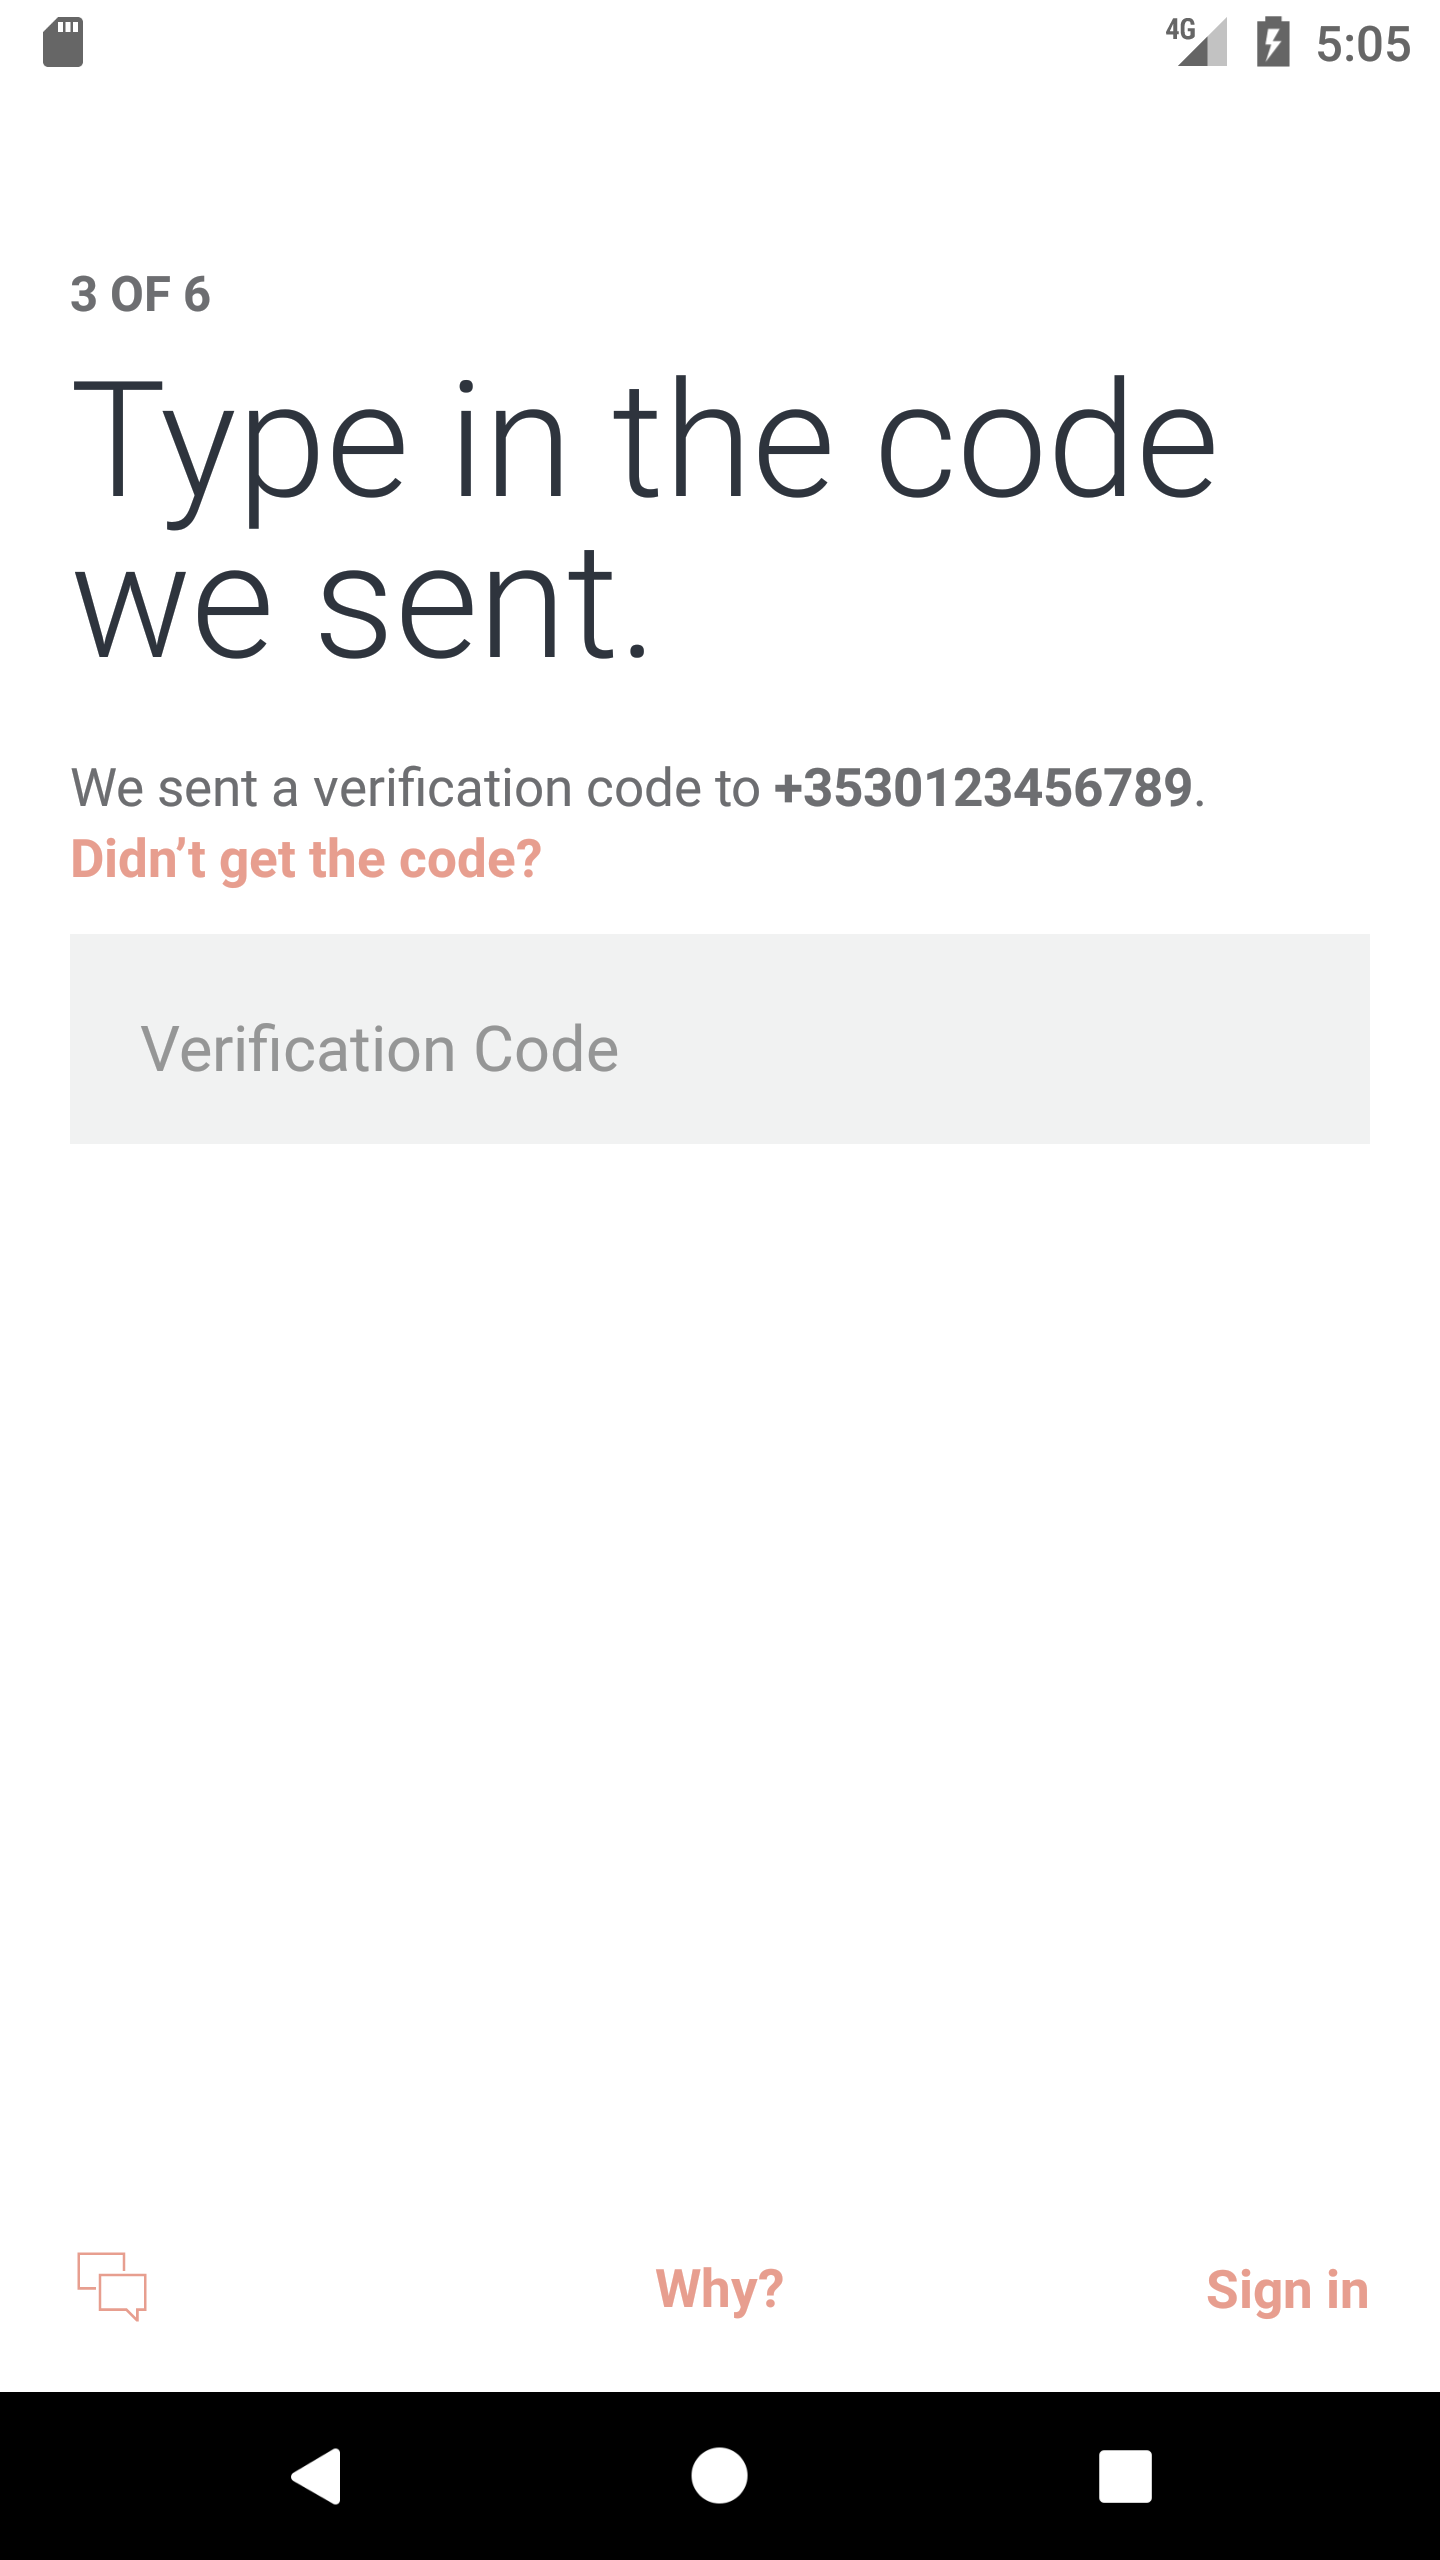 4G 5:05
3 OF 6
Type in the code
we sent.
We sent a verification code to +3530123456789.
Didn’t get the code?
Verification Code
Why? Sign in